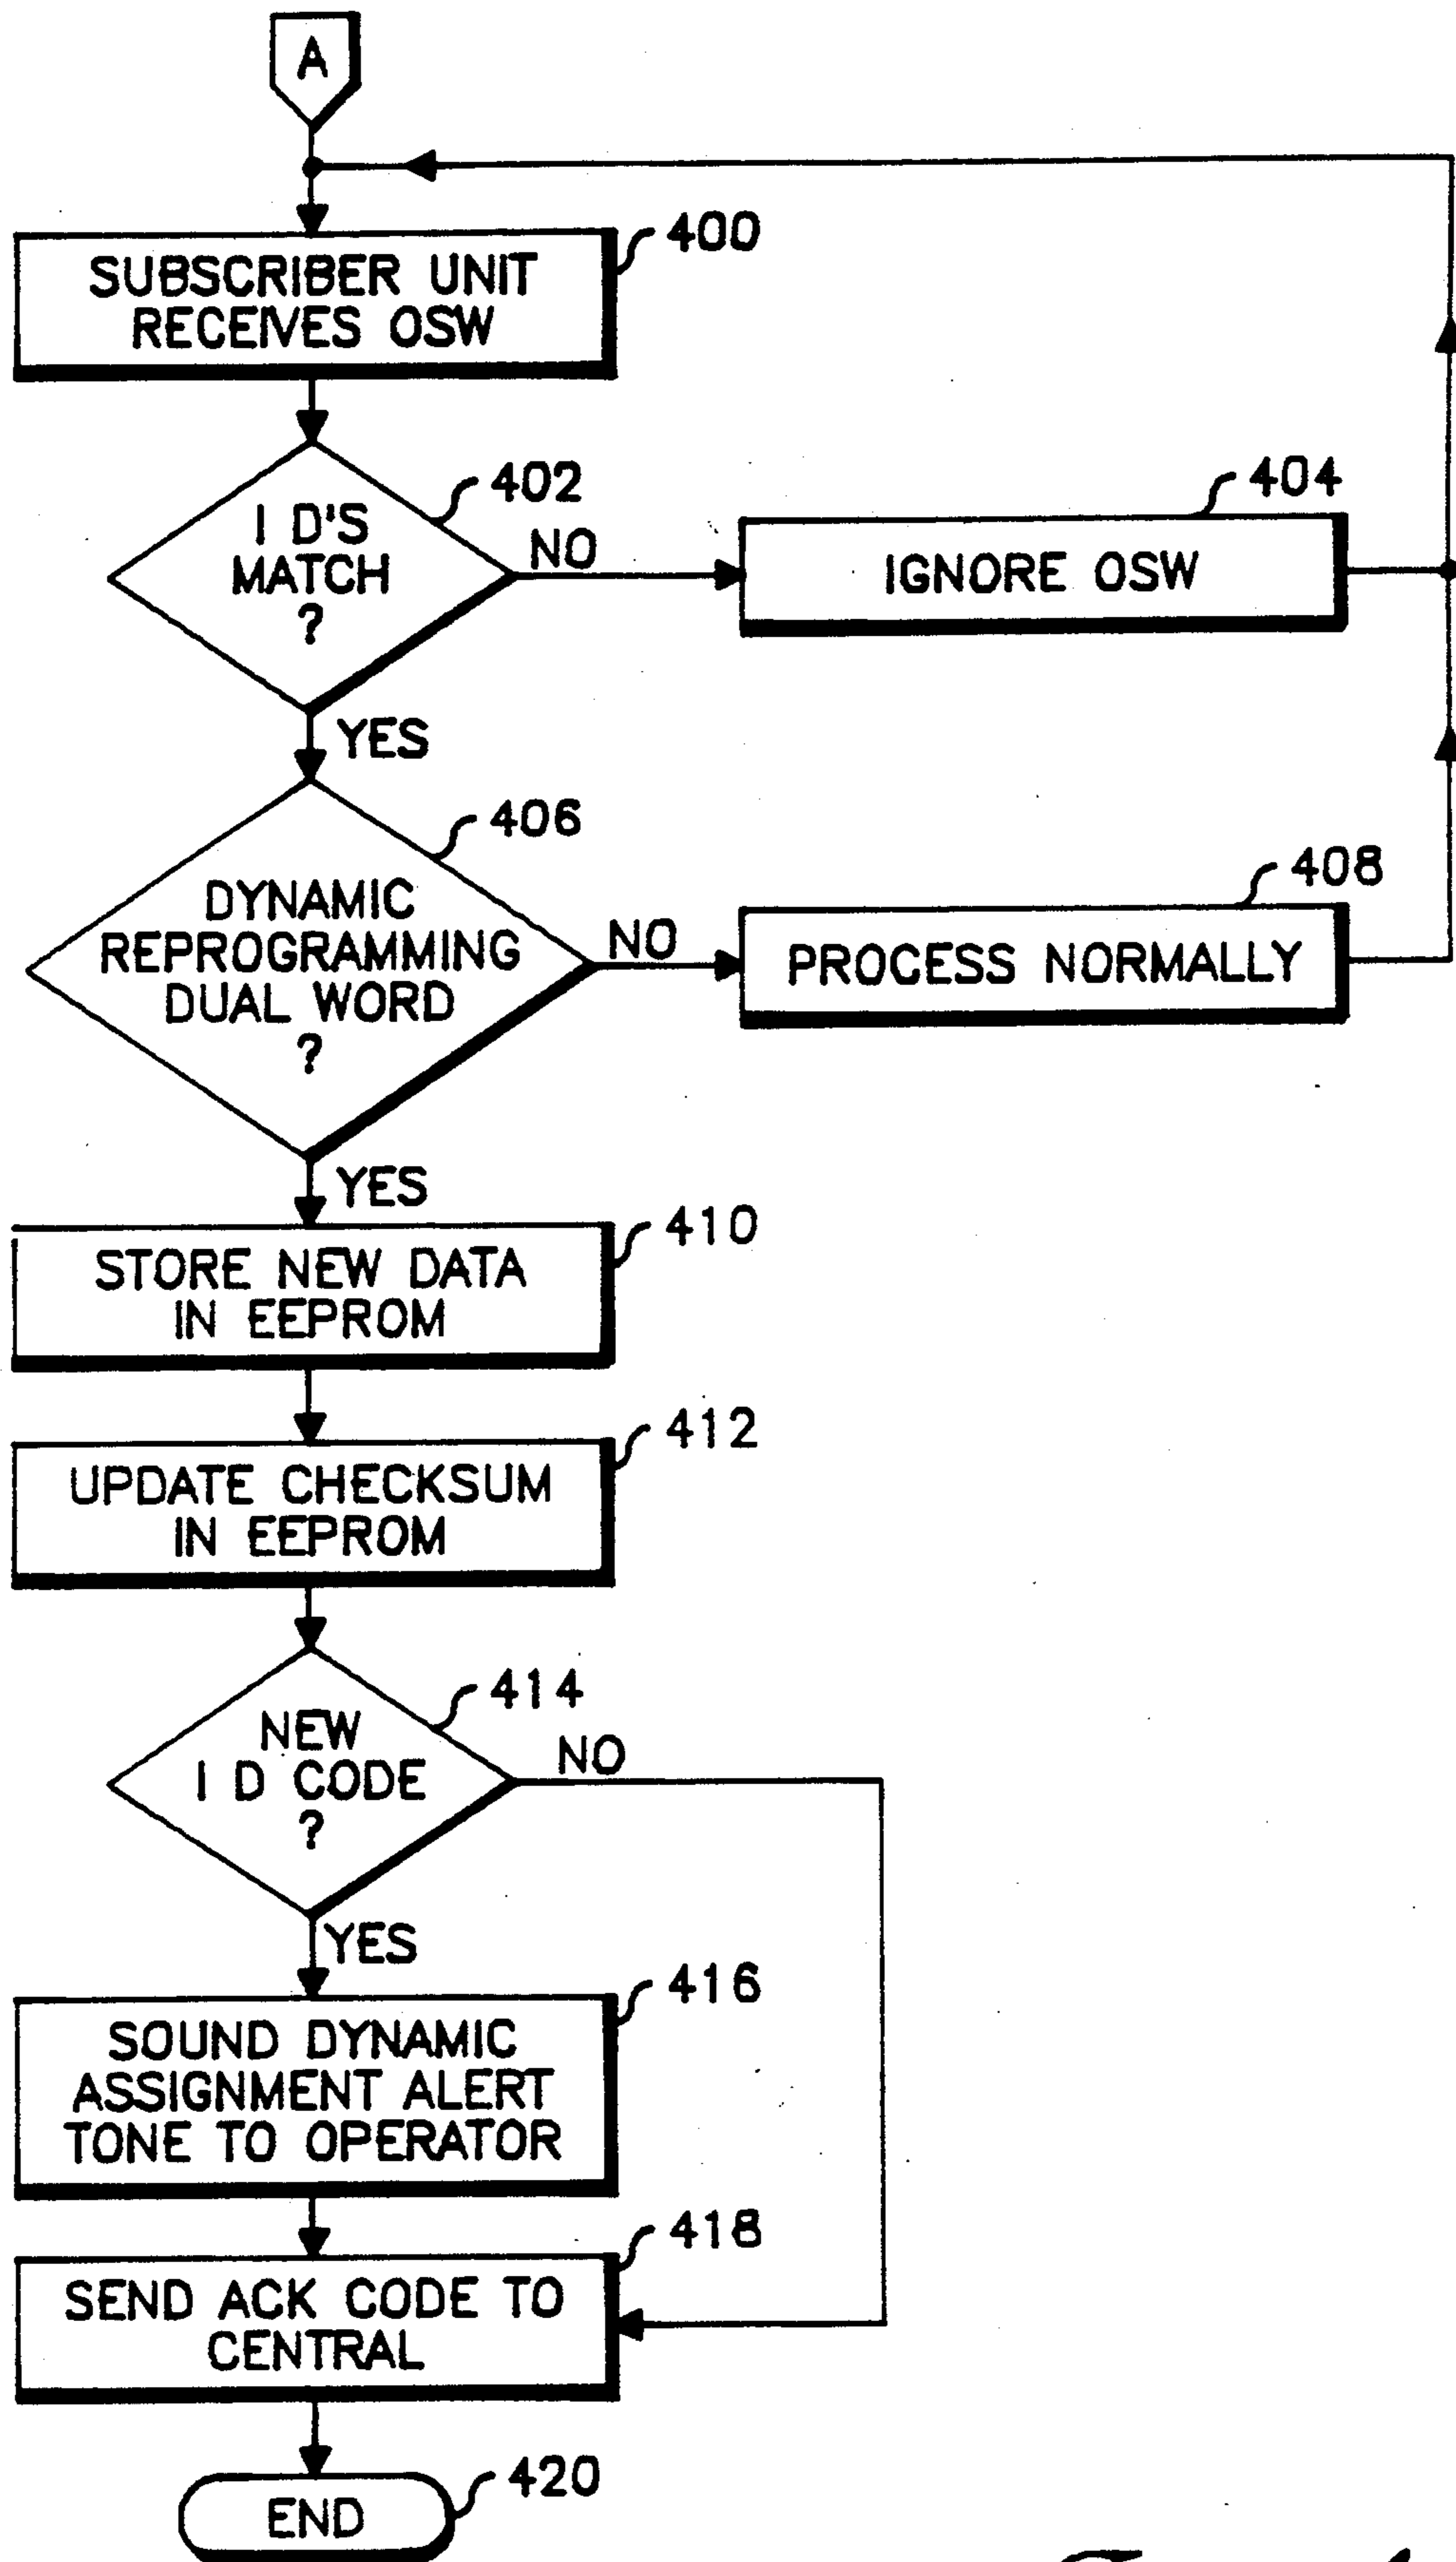 A
400
SUBSCRIBER UNIT
RECEIVES OSW
402
I D'S
MATCH
?
NO
404
IGNORE OSW
YES
406
DYNAMIC
REPROGRAMMING
DUAL WORD
?
NO
408
PROCESS NORMALLY
YES
410
STORE NEW DATA
IN EEPROM
412
UPDATE CHECKSUM
IN EEPROM
414
NEW
I D CODE
?
NO
YES
416
SOUND DYNAMIC
ASSIGNMENT ALERT
TONE TO OPERATOR
418
SEND ACK CODE TO
CENTRAL
420
END